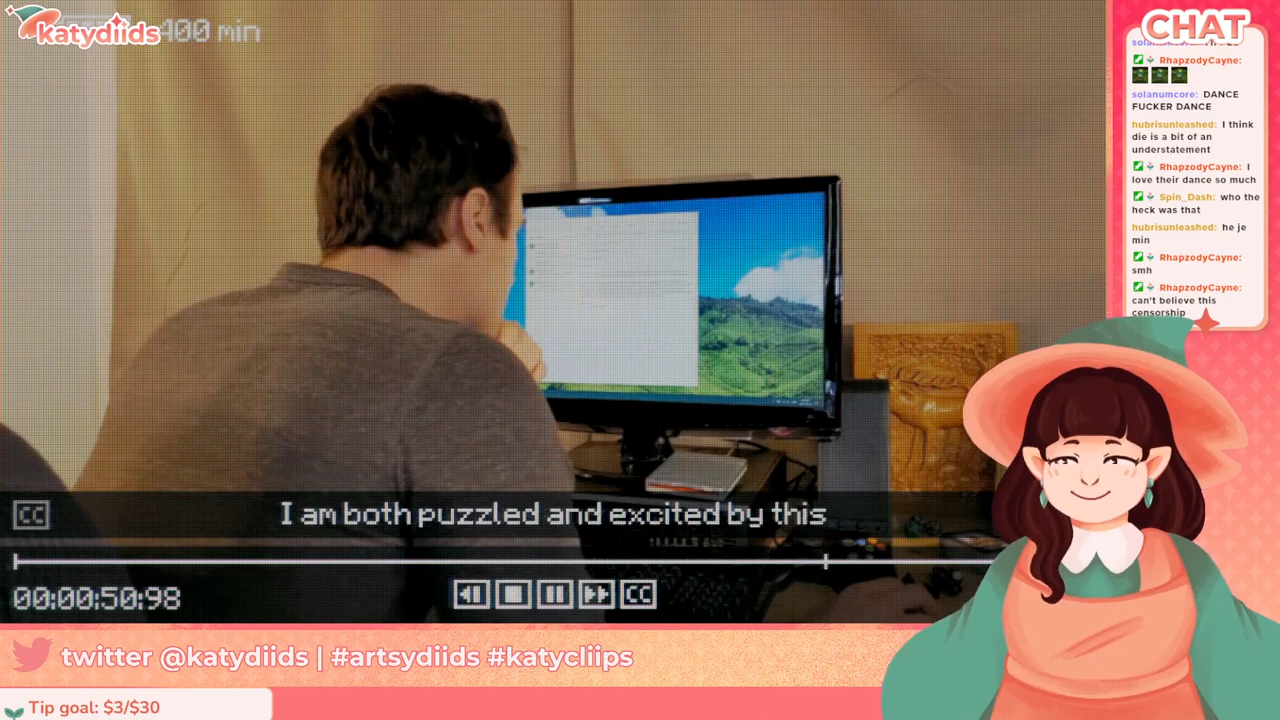 katydiids
400 min
I am both puzzled and excited by this
CC
00:00:50:98
CC
twitter @katydiids | #artsydiids #katycliips
Tip goal: $3/$30
CHAT
RhapzodyCayne:
solanumcore: DANCE
FUCKER DANCE
hubrisunleashed: I think
die is a bit of an
understatement
RhapzodyCayne: I
love their dance so much
Spin_Dash: who the
heck was that
hubrisunleashed: he je
min
RhapzodyCayne:
smh
RhapzodyCayne:
can't believe this
censorship